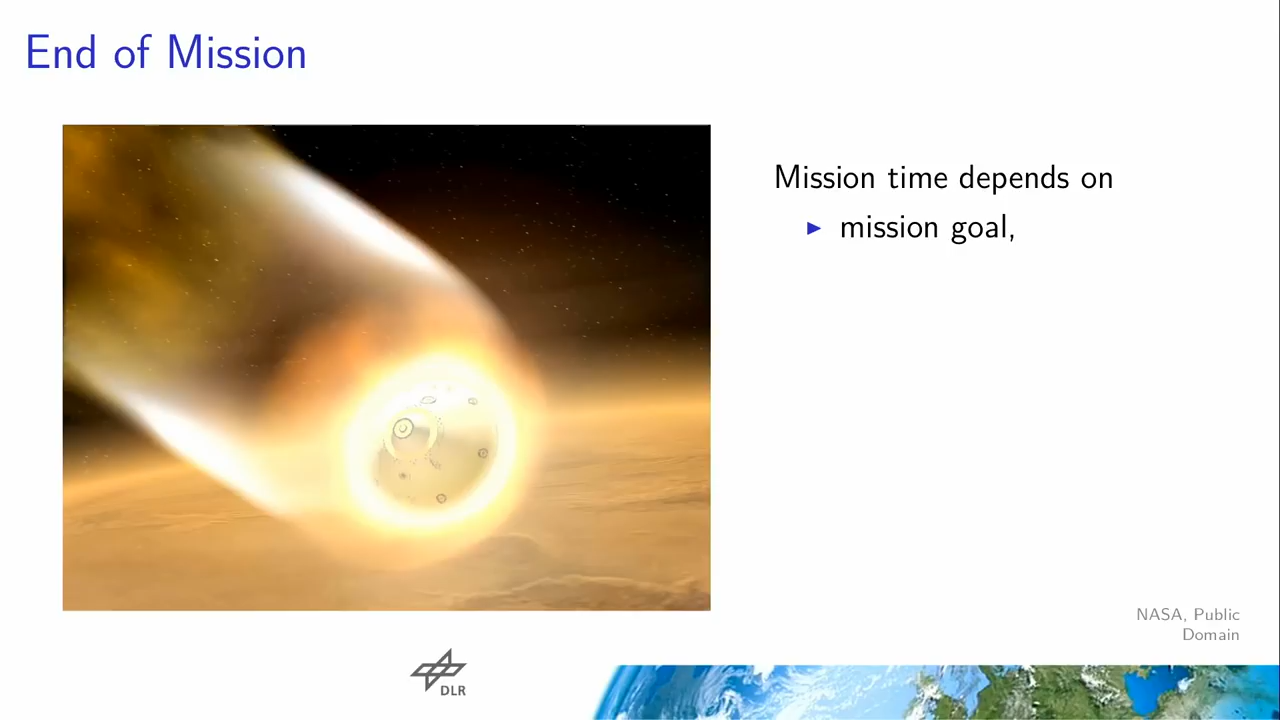 End of Mission
Mission time depends on
▶ mission goal,
NASA, Public
Domain
DLR